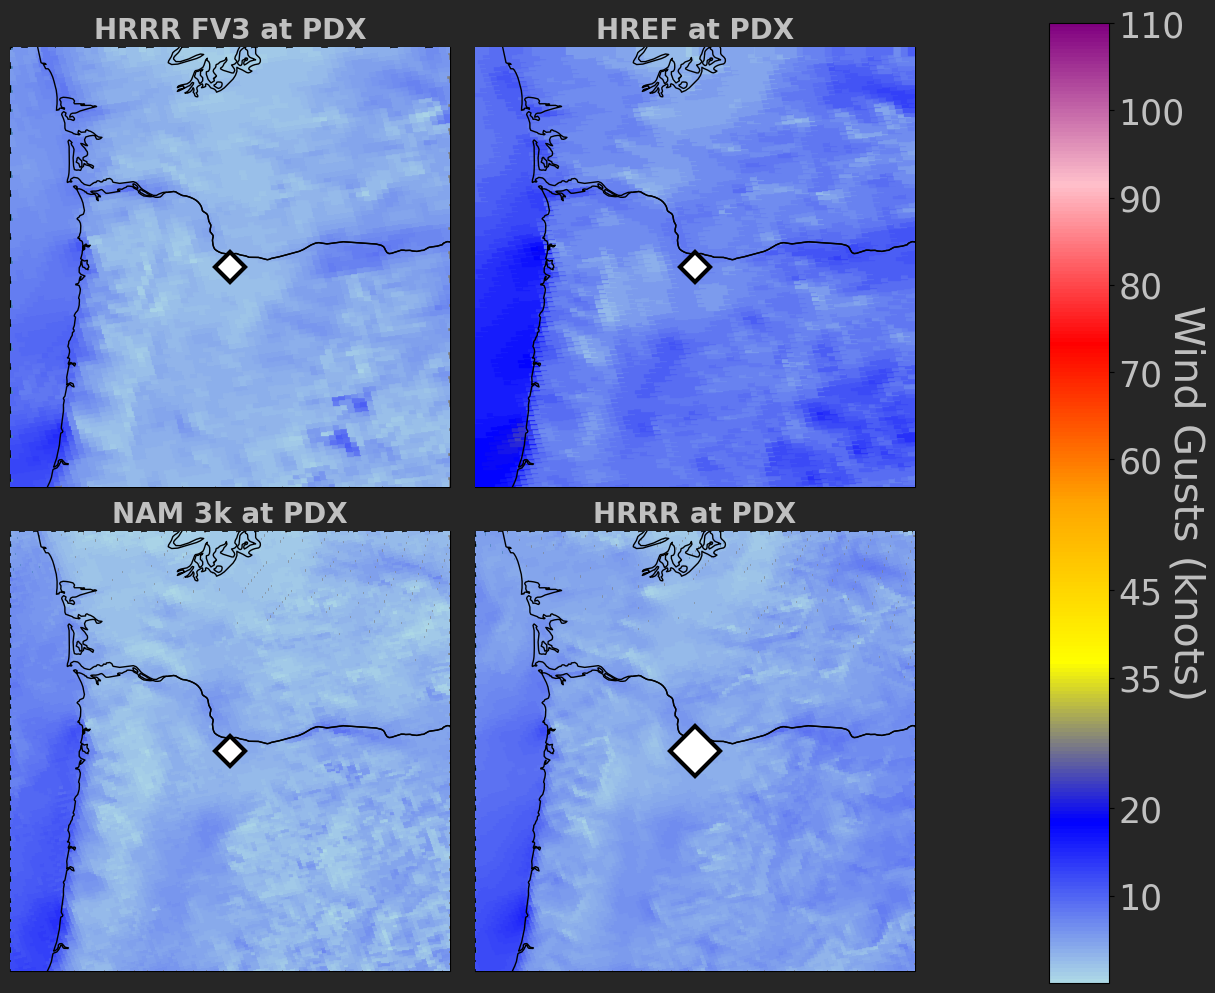 HRRR FV3 at PDX
HREF at PDX
NAM 3k at PDX
HRRR at PDX
110
100
90
80
70
60
45
35
20
10
Wind Gusts (knots)